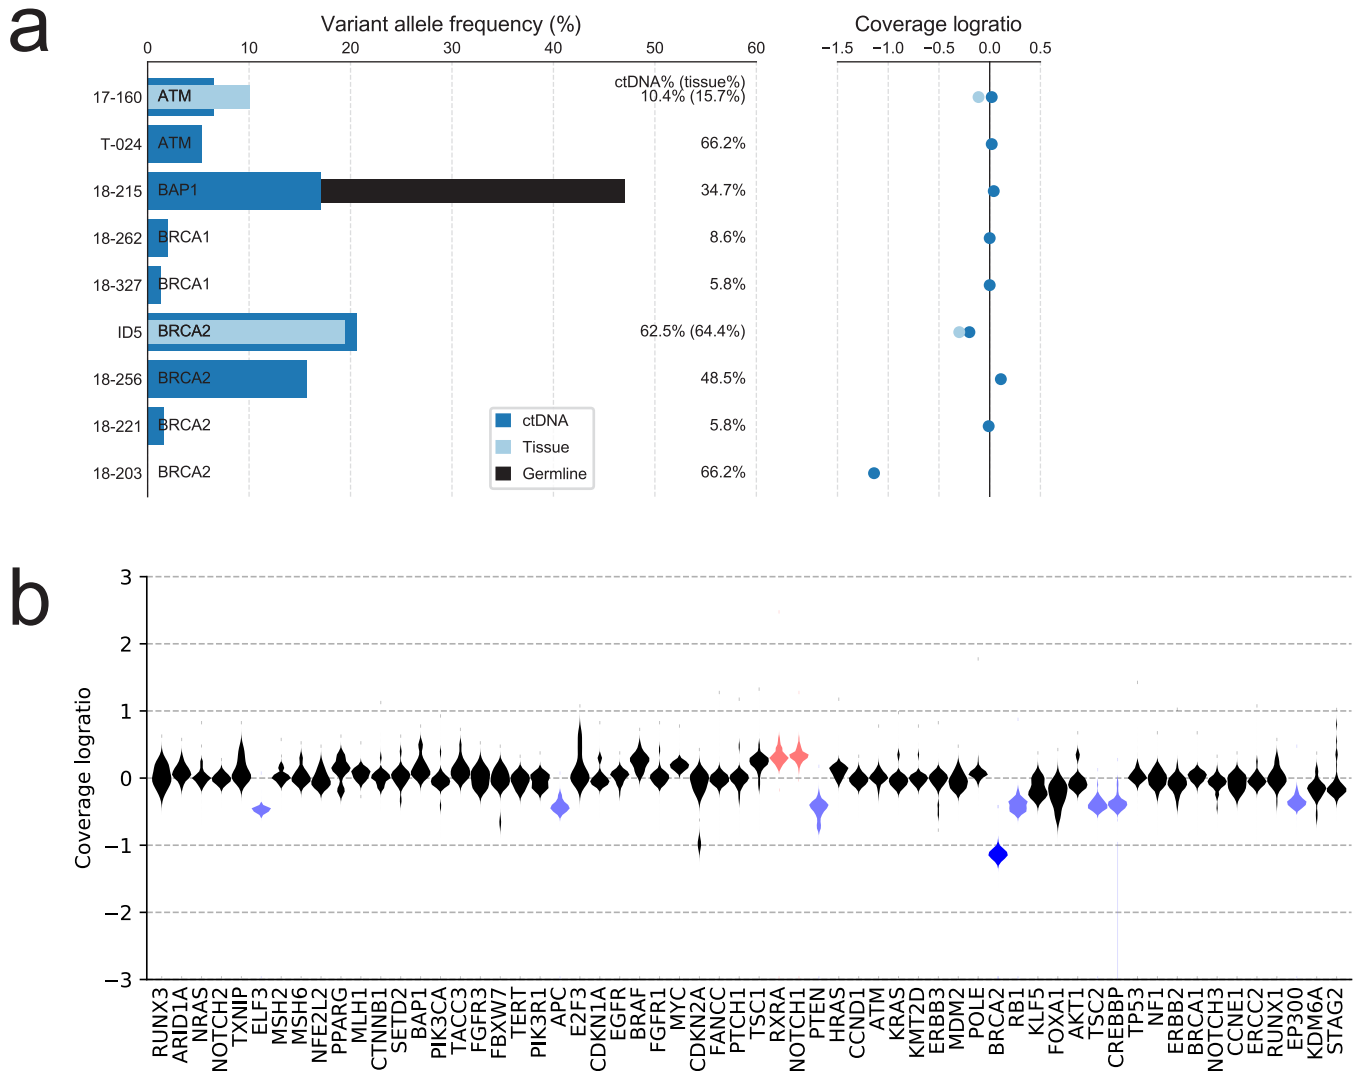 a
Variant allele frequency (%)
Coverage logratio
0 10 20 30 40 50 60
−1.5 −1.0 −0.5 0.0 0.5
ctDNA% (tissue%)
17-160 ATM 10.4% (15.7%)
T-024 ATM 66.2%
18-215 BAP1 34.7%
18-262 BRCA1 8.6%
18-327 BRCA1 5.8%
ID5 BRCA2 62.5% (64.4%)
18-256 BRCA2 48.5%
18-221 BRCA2 5.8%
18-203 BRCA2 66.2%
ctDNA
Tissue
Germline
b
Coverage logratio
3
2
1
0
−1
−2
−3
RUNX3
ARID1A
NRAS
NOTCH2
TXNIP
ELF3
MSH2
MSH6
NFE2L2
PPARG
MLH1
CTNNB1
SETD2
BAP1
PIK3CA
TACC3
FGFR3
FBXW7
TERT
PIK3R1
APC
E2F3
CDKN1A
EGFR
BRAF
FGFR1
MYC
CDKN2A
FANCC
PTCH1
TSC1
RXRA
NOTCH1
PTEN
HRAS
CCND1
ATM
KRAS
KMT2D
ERBB3
MDM2
POLE
BRCA2
RB1
KLF5
FOXA1
AKT1
TSC2
CREBBP
TP53
NF1
ERBB2
BRCA1
NOTCH3
CCNE1
ERCC2
RUNX1
EP300
KDM6A
STAG2